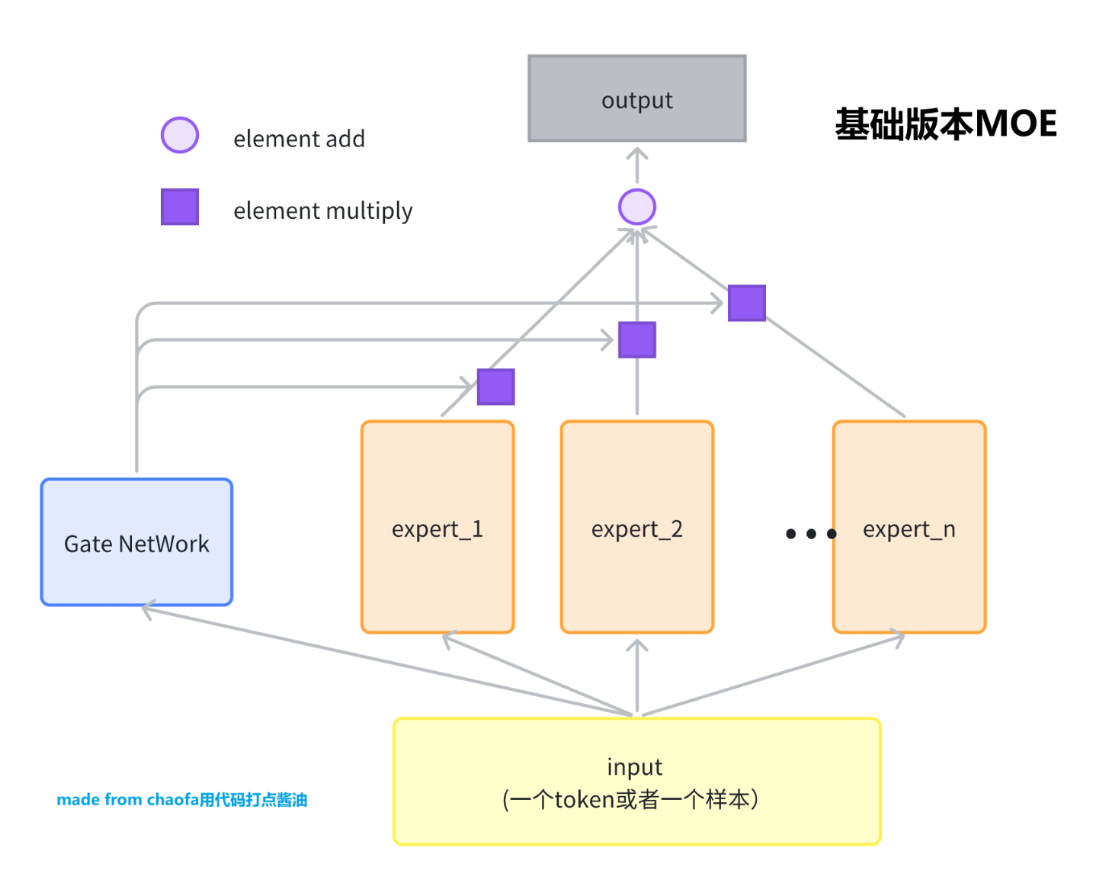 output
基础版本MOE
element add
element multiply
Gate NetWork
expert_1
expert_2
•••
expert_n
input
(一个token或者一个样本）
made from chaofa用代码打点酱油